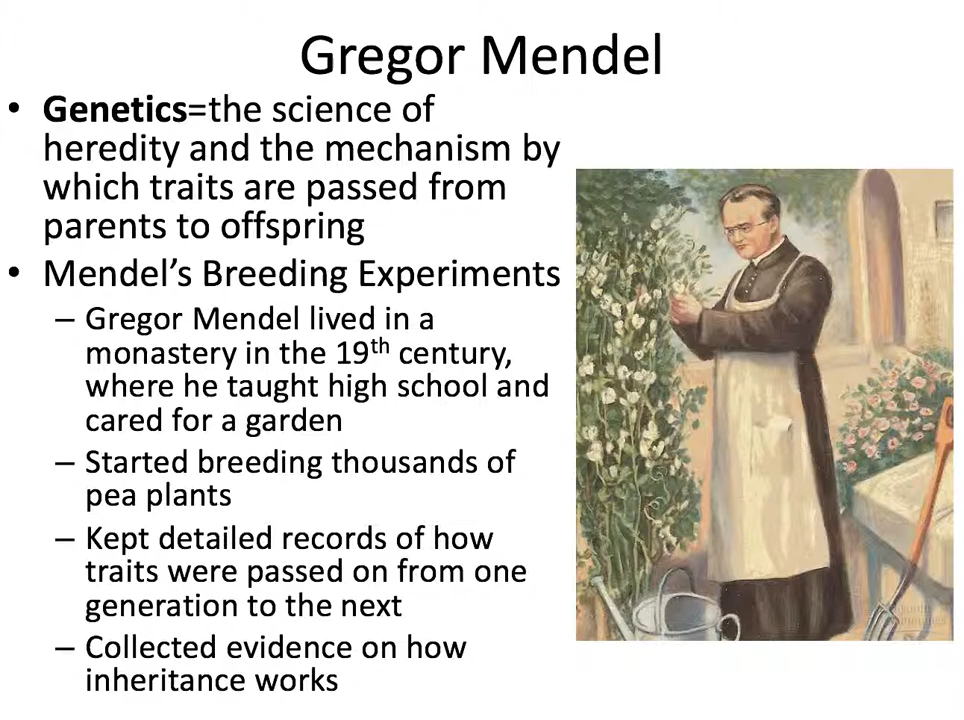 Gregor Mendel
• Genetics=the science of
heredity and the mechanism by
which traits are passed from
parents to offspring
• Mendel’s Breeding Experiments
– Gregor Mendel lived in a
monastery in the 19th century,
where he taught high school and
cared for a garden
– Started breeding thousands of
pea plants
– Kept detailed records of how
traits were passed on from one
generation to the next
– Collected evidence on how
inheritance works